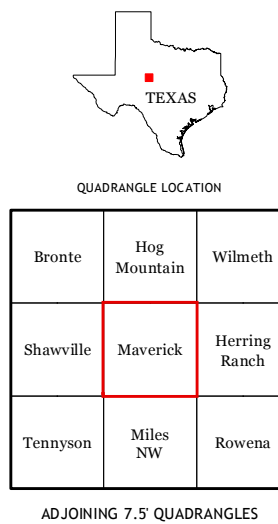 TEXAS
QUADRANGLE LOCATION
Bronte
Hog
Mountain
Wilmeth
Shawville
Maverick
Herring
Ranch
Tennyson
Miles
NW
Rowena
ADJOINING 7.5' QUADRANGLES